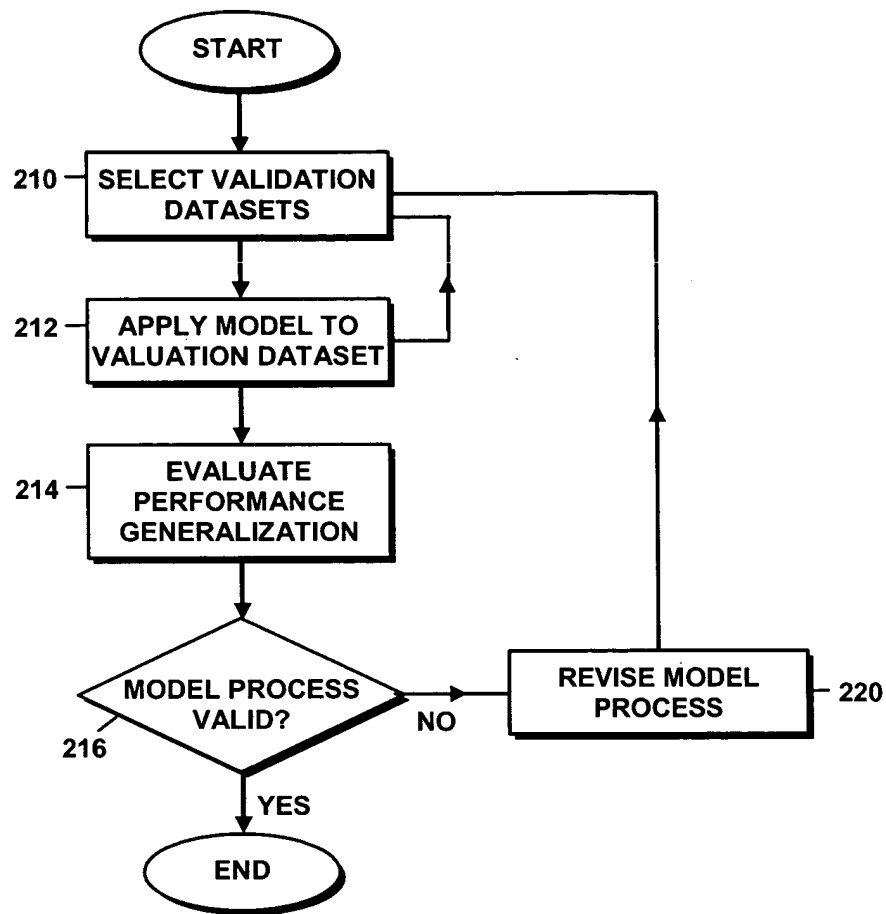 START
210
SELECT VALIDATION
DATASETS
212
APPLY MODEL TO
VALUATION DATASET
214
EVALUATE
PERFORMANCE
GENERALIZATION
MODEL PROCESS
VALID?
216
NO
REVISE MODEL
PROCESS
220
YES
END